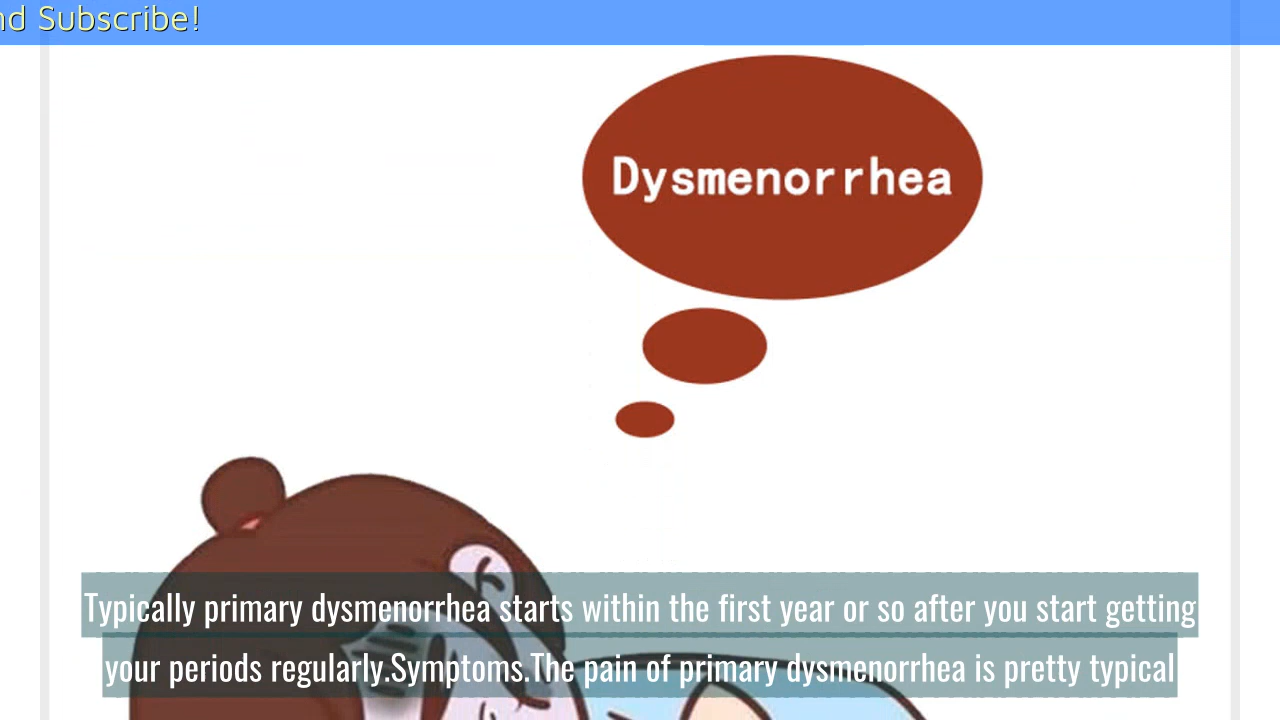 nd Subscribe!
Dysmenorrhea
Typically primary dysmenorrhea starts within the first year or so after you start getting
your periods regularly.Symptoms.The pain of primary dysmenorrhea is pretty typical